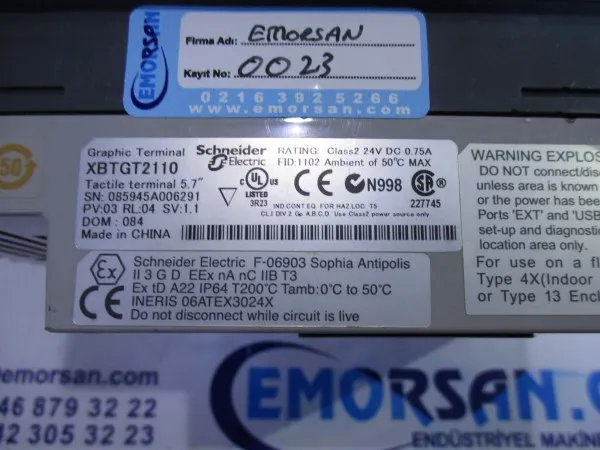 EMORSAN
Firma Adı: EMORSAN
Kayıt No: 0023
0216 392 5266
www.emorsan.com
50
Graphic Terminal
XBTGT2110
Tactile terminal 5.7"
SN: 085945A006291
PV:03 RL:04 SV:1.1
DOM: 084
Made in CHINA
Schneider
Electric
RATING: Class2 24V DC 0.75A
FID:1102 Ambient of 50°C MAX
c UL US
LISTED
3R23
N998
SA
227745
IND.CONT.EQ. FOR HAZ.LOC. T5
CL.I DIV 2 Gp A.B.C.D Use Class2 power source only
WARNING EXPLOS
DO NOT connect/disc
unless area is known
or the power has bee
Ports 'EXT' and 'USB
set-up and diagnostic
location area only.
For use on a fl
Type 4X(Indoor
or Type 13 Encl
Ex
Schneider Electric F-06903 Sophia Antipolis
II 3 G D EEx nA nC IIB T3
Ex tD A22 IP64 T200°C Tamb:0°C to 50°C
INERIS 06ATEX3024X
Do not disconnect while circuit is live
emorsan.com
46 879 32 22
2 305 32 23
EMORSAN.
ENDÜSTRİYEL